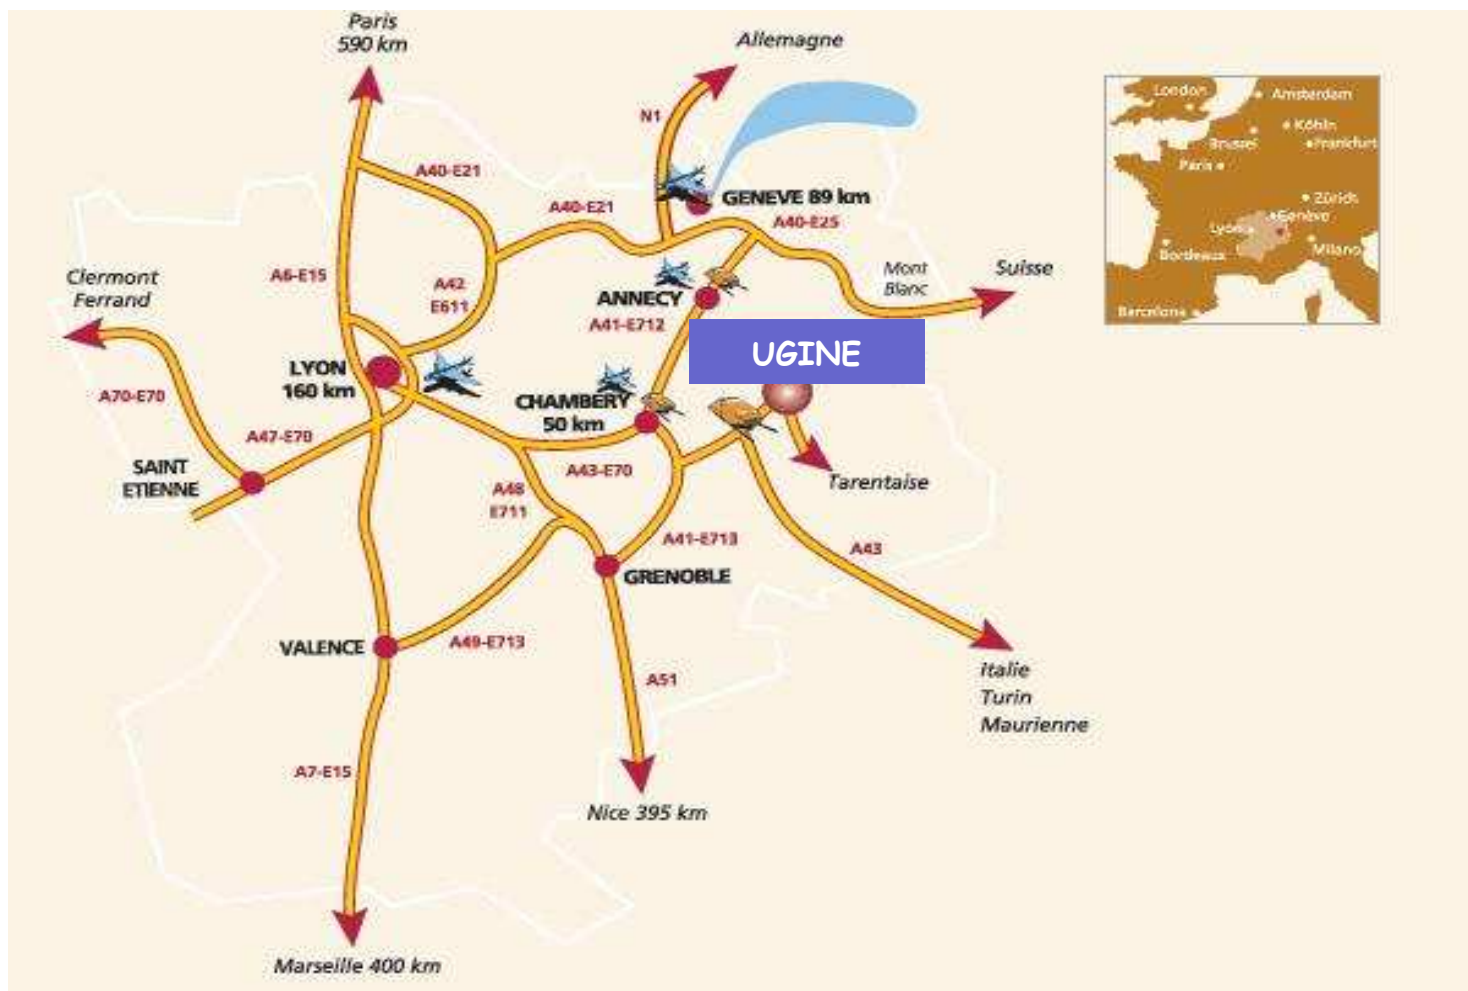 Paris
590 km
Allemagne
N1
A40-E21
A40-E21
GENEVE 89 km
A40-E25
A6-E15
A42
E611
Clermont
Ferrand
Mont
Blanc
Suisse
ANNECY
A41-E712
UGINE
LYON
160 km
A70-E70
CHAMBERY
50 km
A47-E70
SAINT
ETIENNE
A43-E70
Tarentaise
A48
E711
A41-E713
A43
GRENOBLE
VALENCE
A49-E713
A51
Italie
Turin
Maurienne
A7-E15
Nice 395 km
Marseille 400 km
London
Amsterdam
Köhln
Brussel
Frankfurt
Paris
Zürich
Genève
Lyon
Milano
Bordeaux
Barcelona